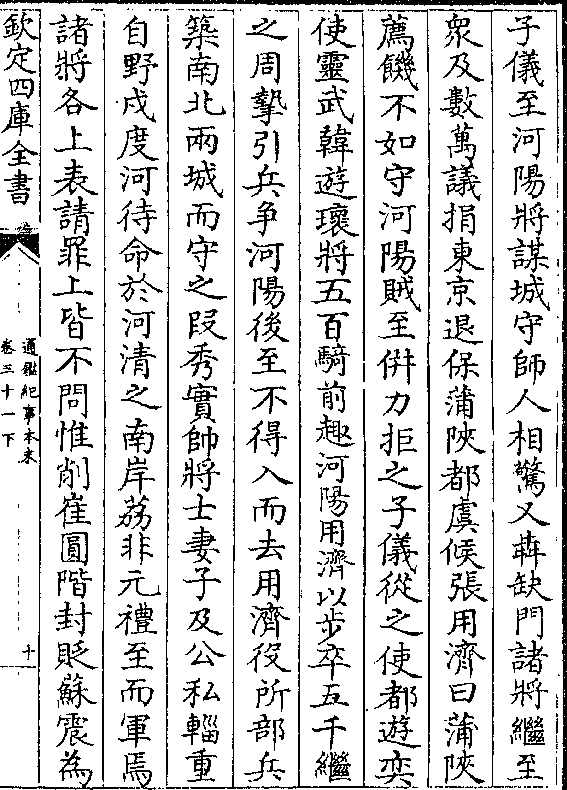 子儀至河陽將謀城守師人相驚又犇缺門諸將繼至
衆及數萬議捐東京退保蒲陜都虞候張用濟曰蒲陜
薦饑不如守河陽賊至併力拒之子儀從之使都遊奕
使靈武韓遊瓌將五百騎前趣河陽用濟以步卒五千繼
之周摯引兵爭河陽後至不得入而去用濟役所部兵
築南北兩城而守之段秀實帥將士妻子及公私輜重
自野戍度河待命於河清之南岸荔非元禮至而軍焉
諸將各上表請罪上皆不問惟削崔圓階封貶蘇震為
欽定四庫全書
通鑑紀事本末
卷三十一下
十